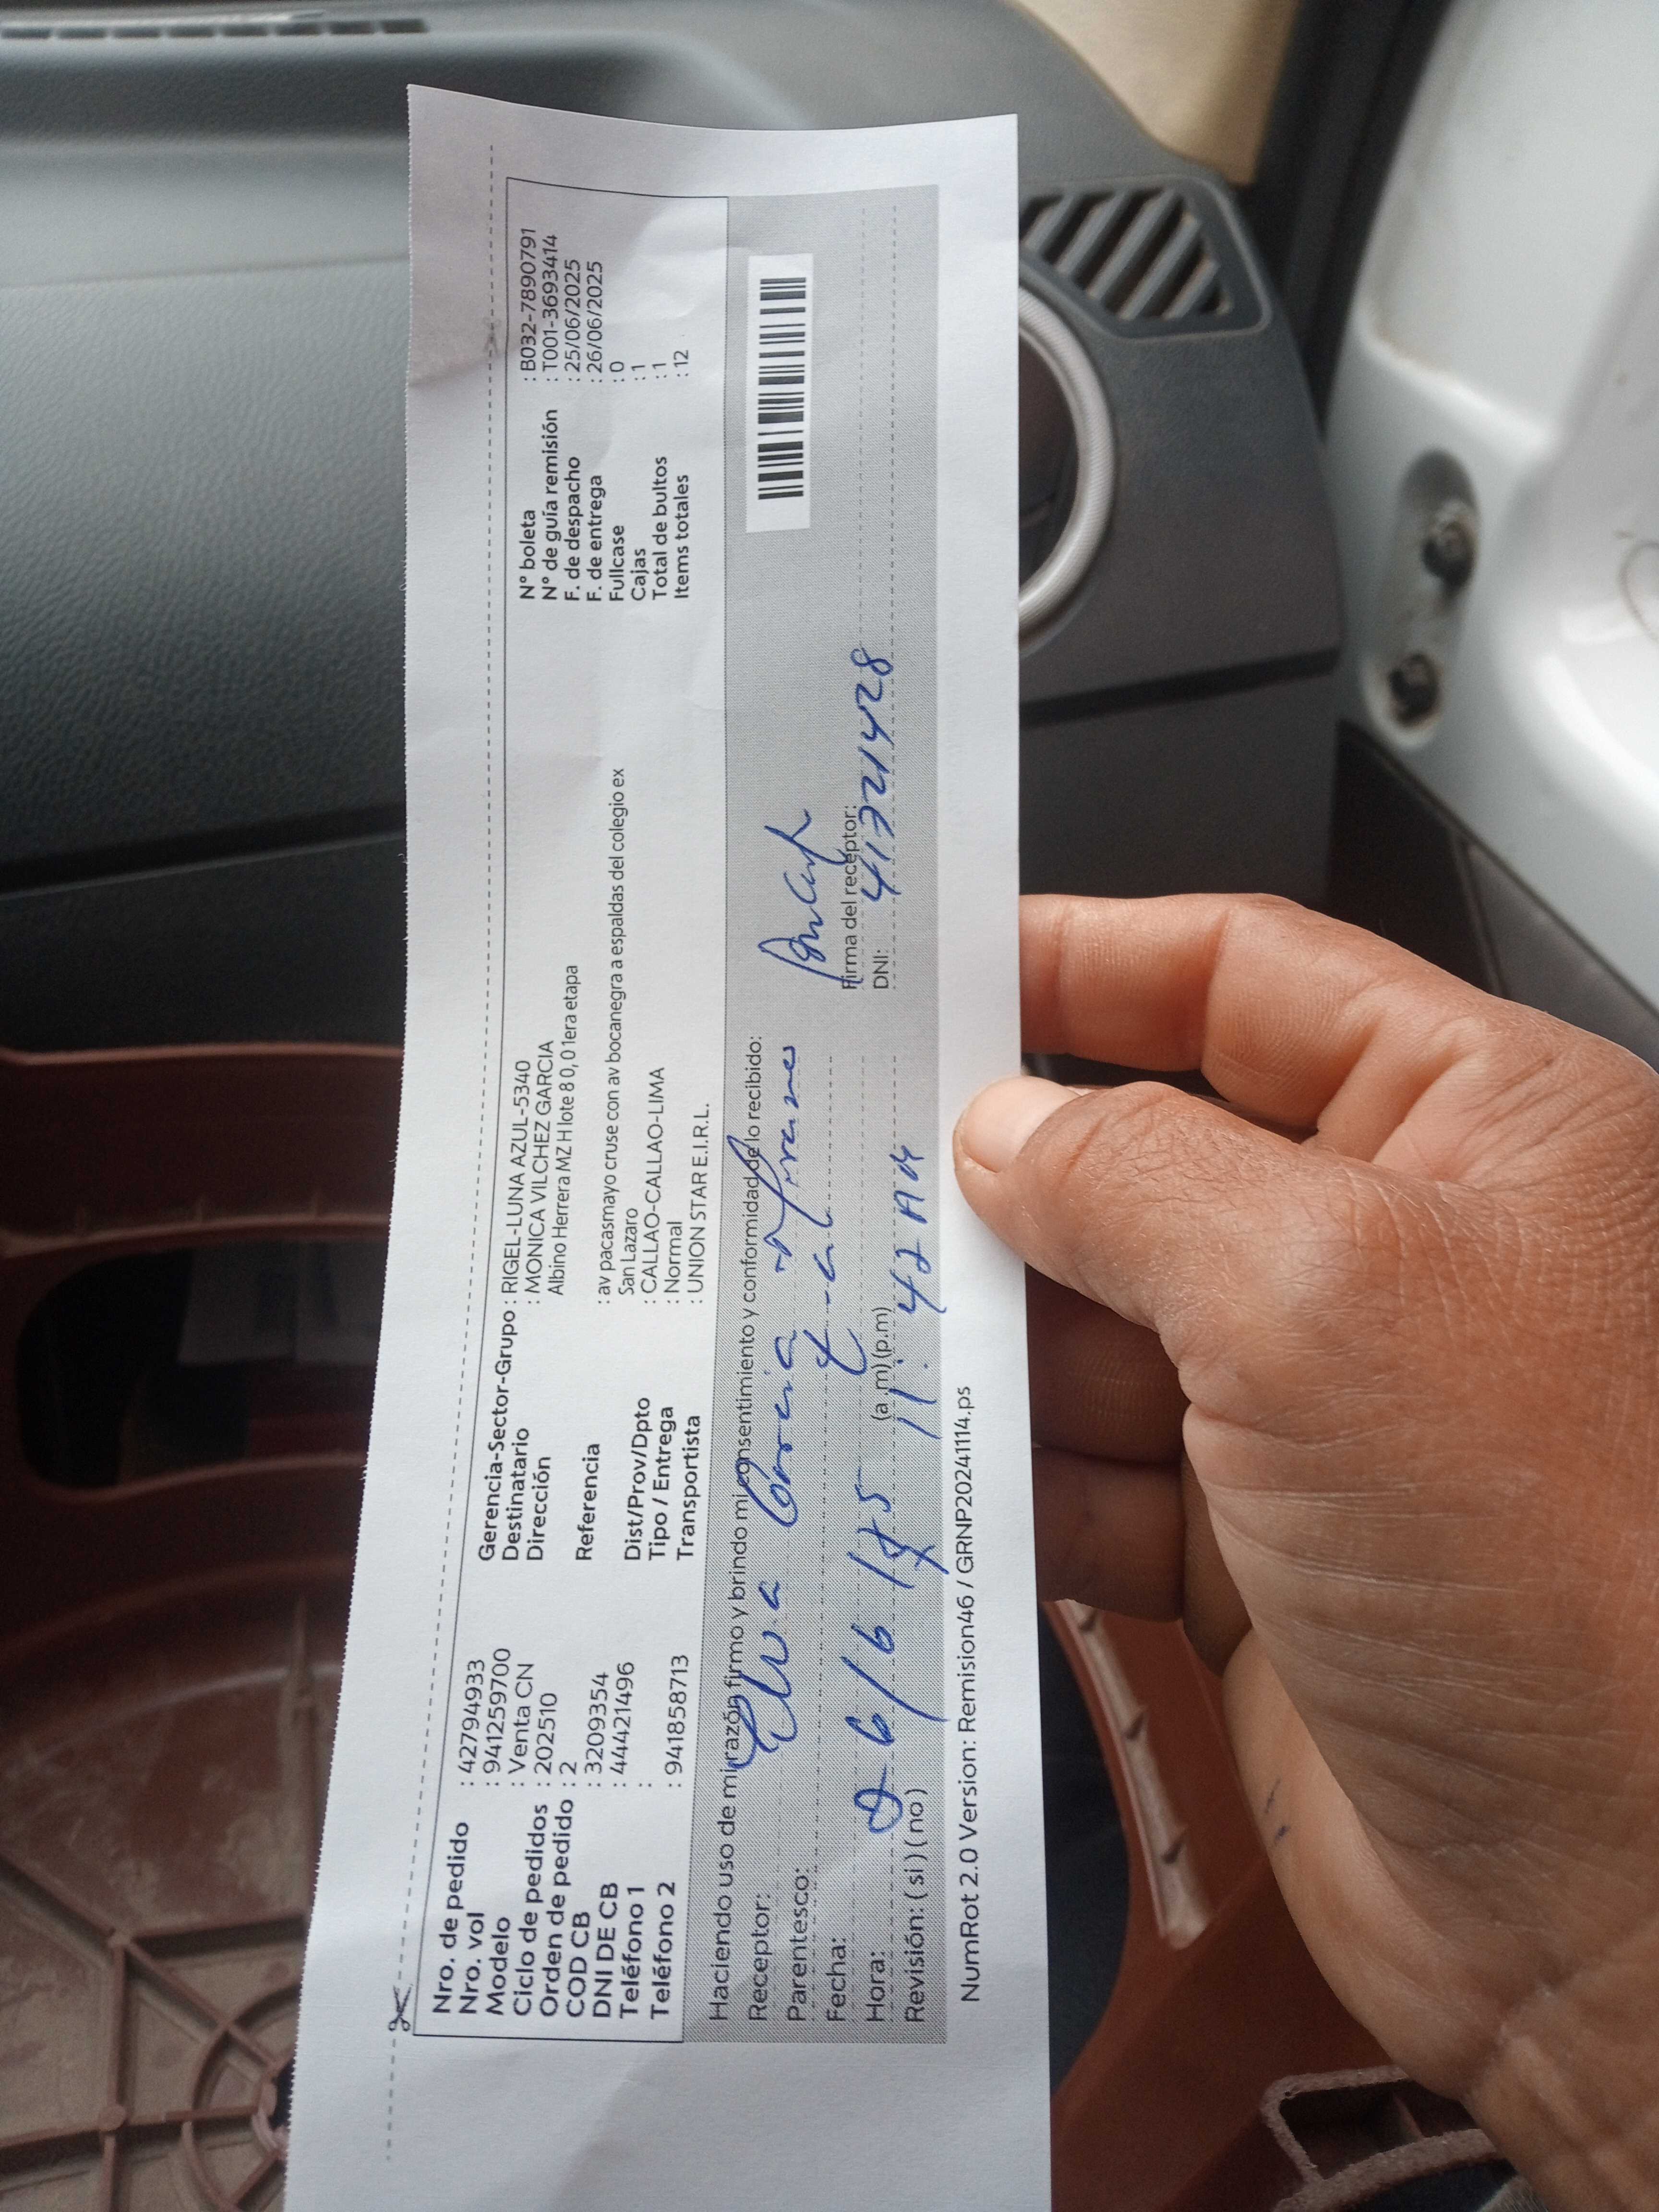 Nro. de pedido : 42794933
Nro. vol : 941259700
Modelo : Venta CN
Ciclo de pedidos : 202510
Orden de pedido : 2
COD CB : 3209354
DNI DE CB : 44421496
Teléfono 1 :
Teléfono 2 : 941858713
Gerencia-Sector-Grupo : RIGEL-LUNA AZUL-5340
Destinatario : MONICA VILCHEZ GARCIA
Dirección Albino Herrera MZ H lote 8 0, 0 1era etapa
Referencia : av pacasmayo cruse con av bocanegra a espaldas del colegio ex
San Lazaro
Dist/Prov/Dpto : CALLAO-CALLAO-LIMA
Tipo / Entrega : Normal
Transportista : UNION STAR E.I.R.L.
N° boleta : B032-7890791
N° de guía remisión : T001-3693414
F. de despacho : 25/06/2025
F. de entrega : 26/06/2025
Fullcase : 0
Cajas : 1
Total de bultos : 1
Items totales : 12
Haciendo uso de mi razón firmo y brindo mi consentimiento y conformidad de lo recibido:
Receptor: Elva
Parentesco:
Fecha:
Hora: (a.m) (p.m) 11:42 AM
Revisión: (si) (no)
Firma del receptor:
DNI: 41321428
NumRot 2.0 Version: Remision46 / GRNP20241114.ps